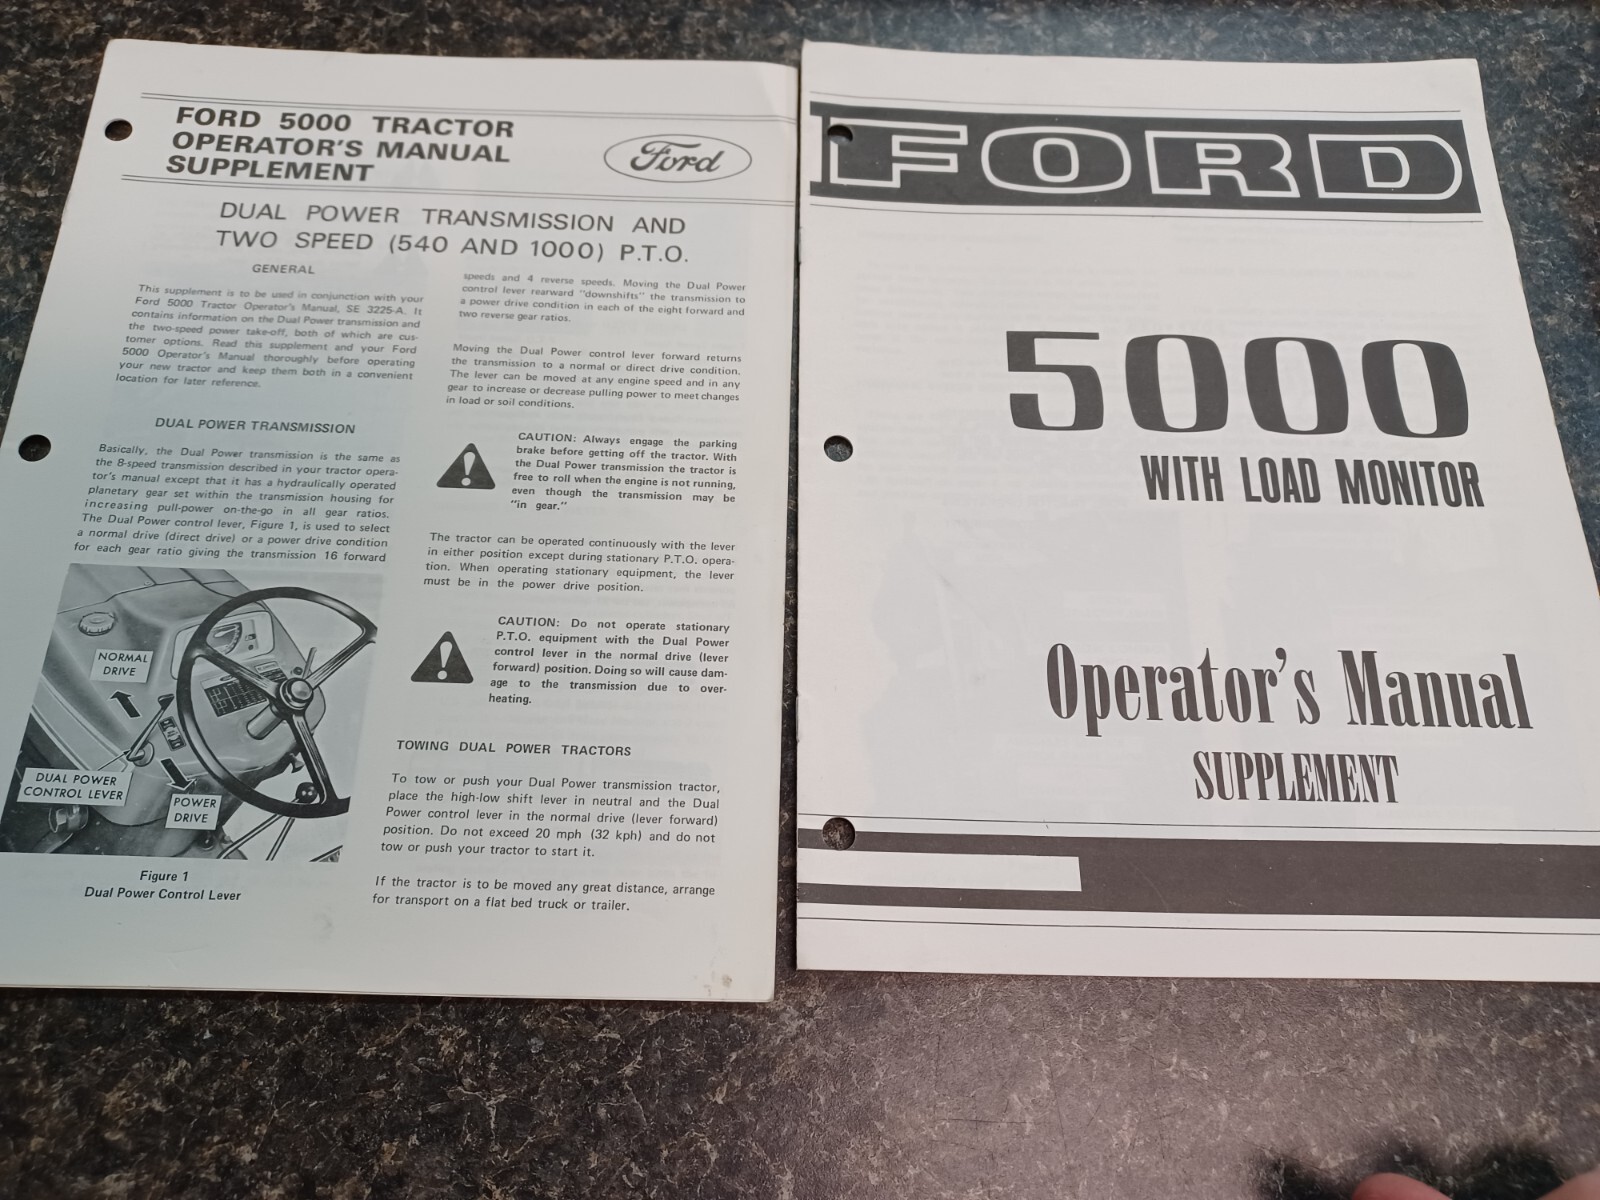 FORD 5000 TRACTOR
OPERATOR'S MANUAL
SUPPLEMENT
Ford
DUAL POWER TRANSMISSION AND
TWO SPEED (540 AND 1000) P.T.O.
GENERAL
This supplement is to be used in conjunction with your
Ford 5000 Tractor Operator's Manual, SE 3225-A. It
contains information on the Dual Power transmission and
the two-speed power take-off, both of which are cus-
tomer options. Read this supplement and your Ford
5000 Operator's Manual thoroughly before operating
your new tractor and keep them both in a convenient
location for later reference.
DUAL POWER TRANSMISSION
Basically, the Dual Power transmission is the same as
the 8-speed transmission described in your tractor opera-
tor's manual except that it has a hydraulically operated
planetary gear set within the transmission housing for
increasing pull-power on-the-go in all gear ratios.
The Dual Power control lever, Figure 1, is used to select
a normal drive (direct drive) or a power drive condition
for each gear ratio giving the transmission 16 forward
NORMAL
DRIVE
DUAL POWER
CONTROL LEVER
POWER
DRIVE
Figure 1
Dual Power Control Lever
speeds and 4 reverse speeds. Moving the Dual Power
control lever rearward "downshifts" the transmission to
a power drive condition in each of the eight forward and
two reverse gear ratios.
Moving the Dual Power control lever forward returns
the transmission to a normal or direct drive condition.
The lever can be moved at any engine speed and in any
gear to increase or decrease pulling power to meet changes
in load or soil conditions.
CAUTION: Always engage the parking
brake before getting off the tractor. With
the Dual Power transmission the tractor is
free to roll when the engine is not running,
even though the transmission may be
"in gear."
The tractor can be operated continuously with the lever
in either position except during stationary P.T.O. opera-
tion. When operating stationary equipment, the lever
must be in the power drive position.
CAUTION: Do not operate stationary
P.T.O. equipment with the Dual Power
control lever in the normal drive (lever
forward) position. Doing so will cause dam-
age to the transmission due to over-
heating.
TOWING DUAL POWER TRACTORS
To tow or push your Dual Power transmission tractor,
place the high-low shift lever in neutral and the Dual
Power control lever in the normal drive (lever forward)
position. Do not exceed 20 mph (32 kph) and do not
tow or push your tractor to start it.
If the tractor is to be moved any great distance, arrange
for transport on a flat bed truck or trailer.
FORD
5000
WITH LOAD MONITOR
Operator's Manual
SUPPLEMENT